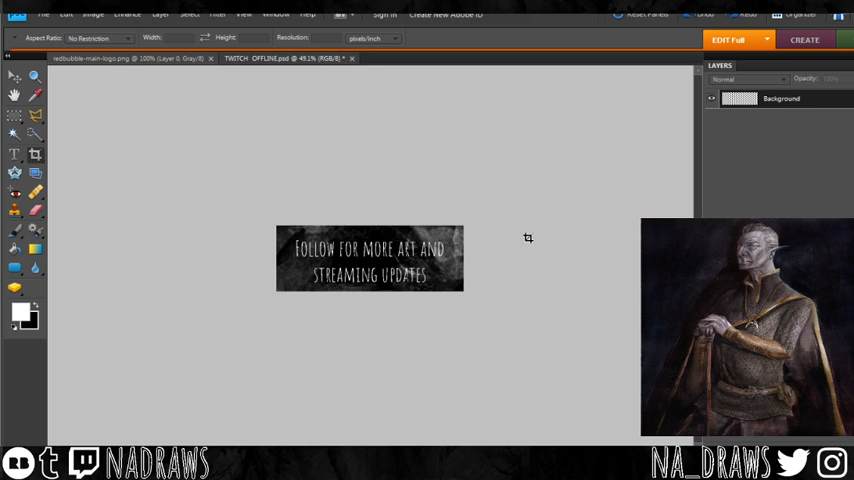 File Edit Image Enhance Layer Select Filter View Window Help Sign In Create New Adobe ID Reset Panels Undo Redo Organizer
Aspect Ratio: No Restriction Width: Height: Resolution: pixels/inch EDIT Full CREATE
redbubble-main-logo.png @ 100% (Layer 0, Gray/8) × TWITCH OFFLINE.psd @ 49.1% (RGB/8) * ×
LAYERS
Normal Opacity: 100%
Background
T
FOLLOW FOR MORE ART AND
STREAMING UPDATES
RB t NADRAWS NA_DRAWS